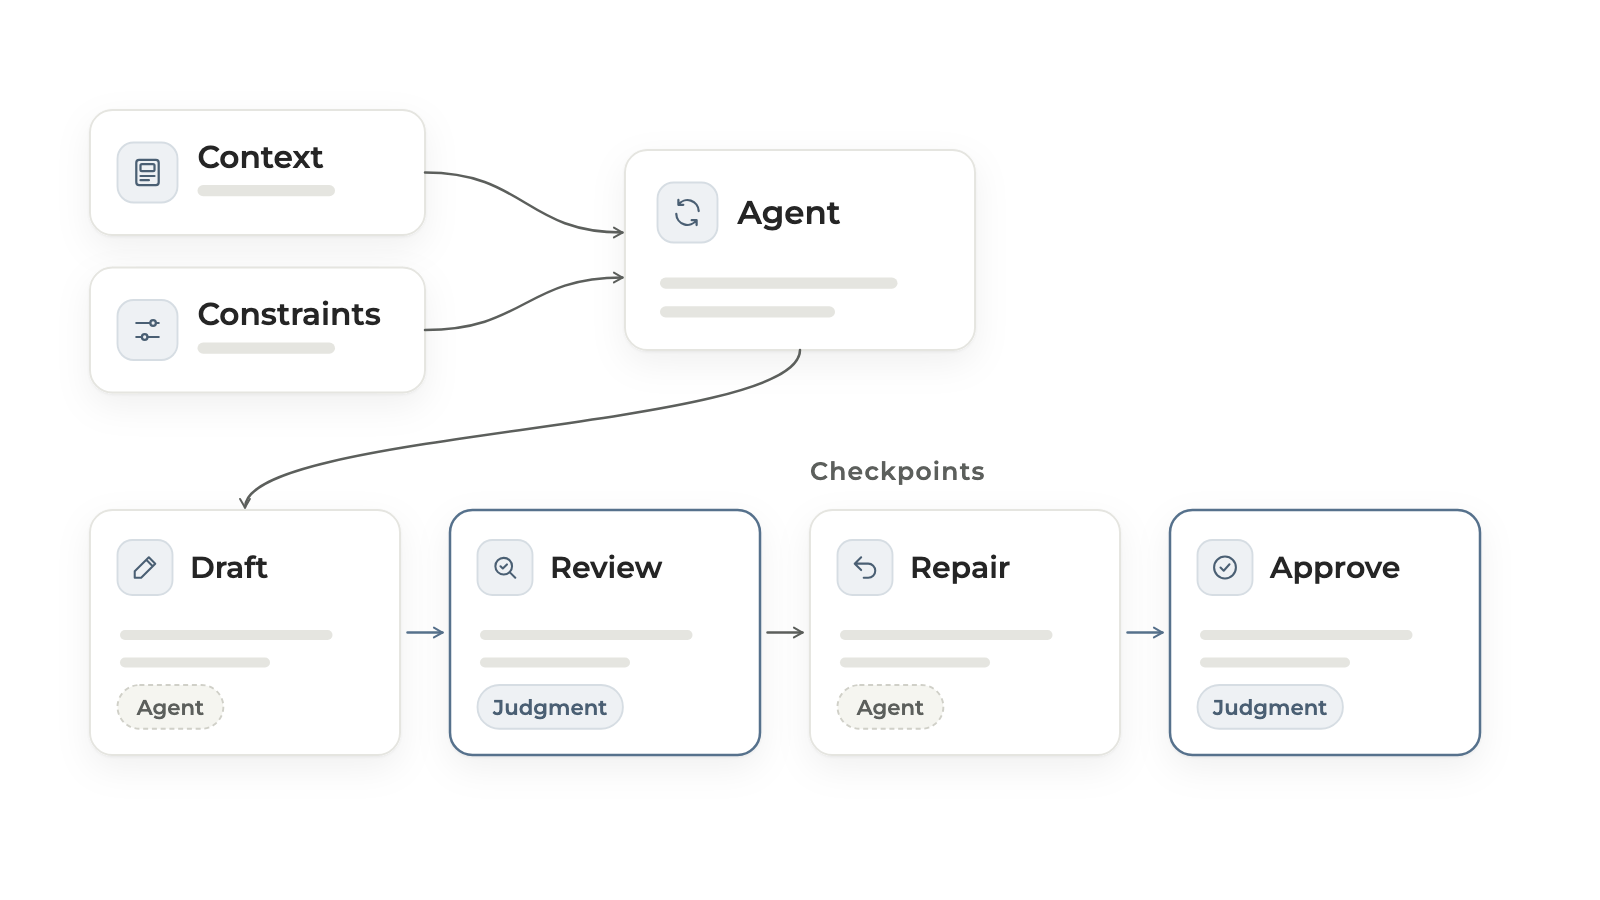 Context
Constraints
Agent
Checkpoints
Draft
Agent
Review
Judgment
Repair
Agent
Approve
Judgment